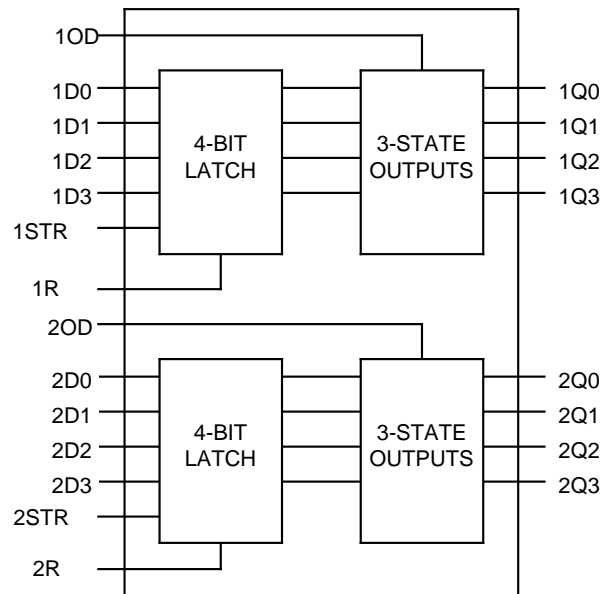 1OD
1D0
1D1
1D2
1D3
1STR
1R
4-BIT
LATCH
3-STATE
OUTPUTS
1Q0
1Q1
1Q2
1Q3
2OD
2D0
2D1
2D2
2D3
2STR
2R
4-BIT
LATCH
3-STATE
OUTPUTS
2Q0
2Q1
2Q2
2Q3